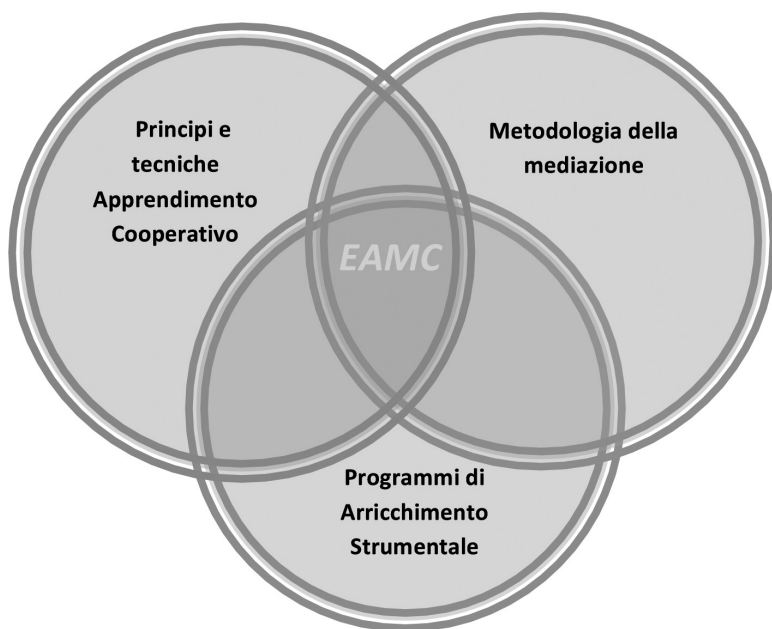 Principi e
tecniche
Apprendimento
Cooperativo
Metodologia della
mediazione
EAMC
Programmi di
Arricchimento
Strumentale